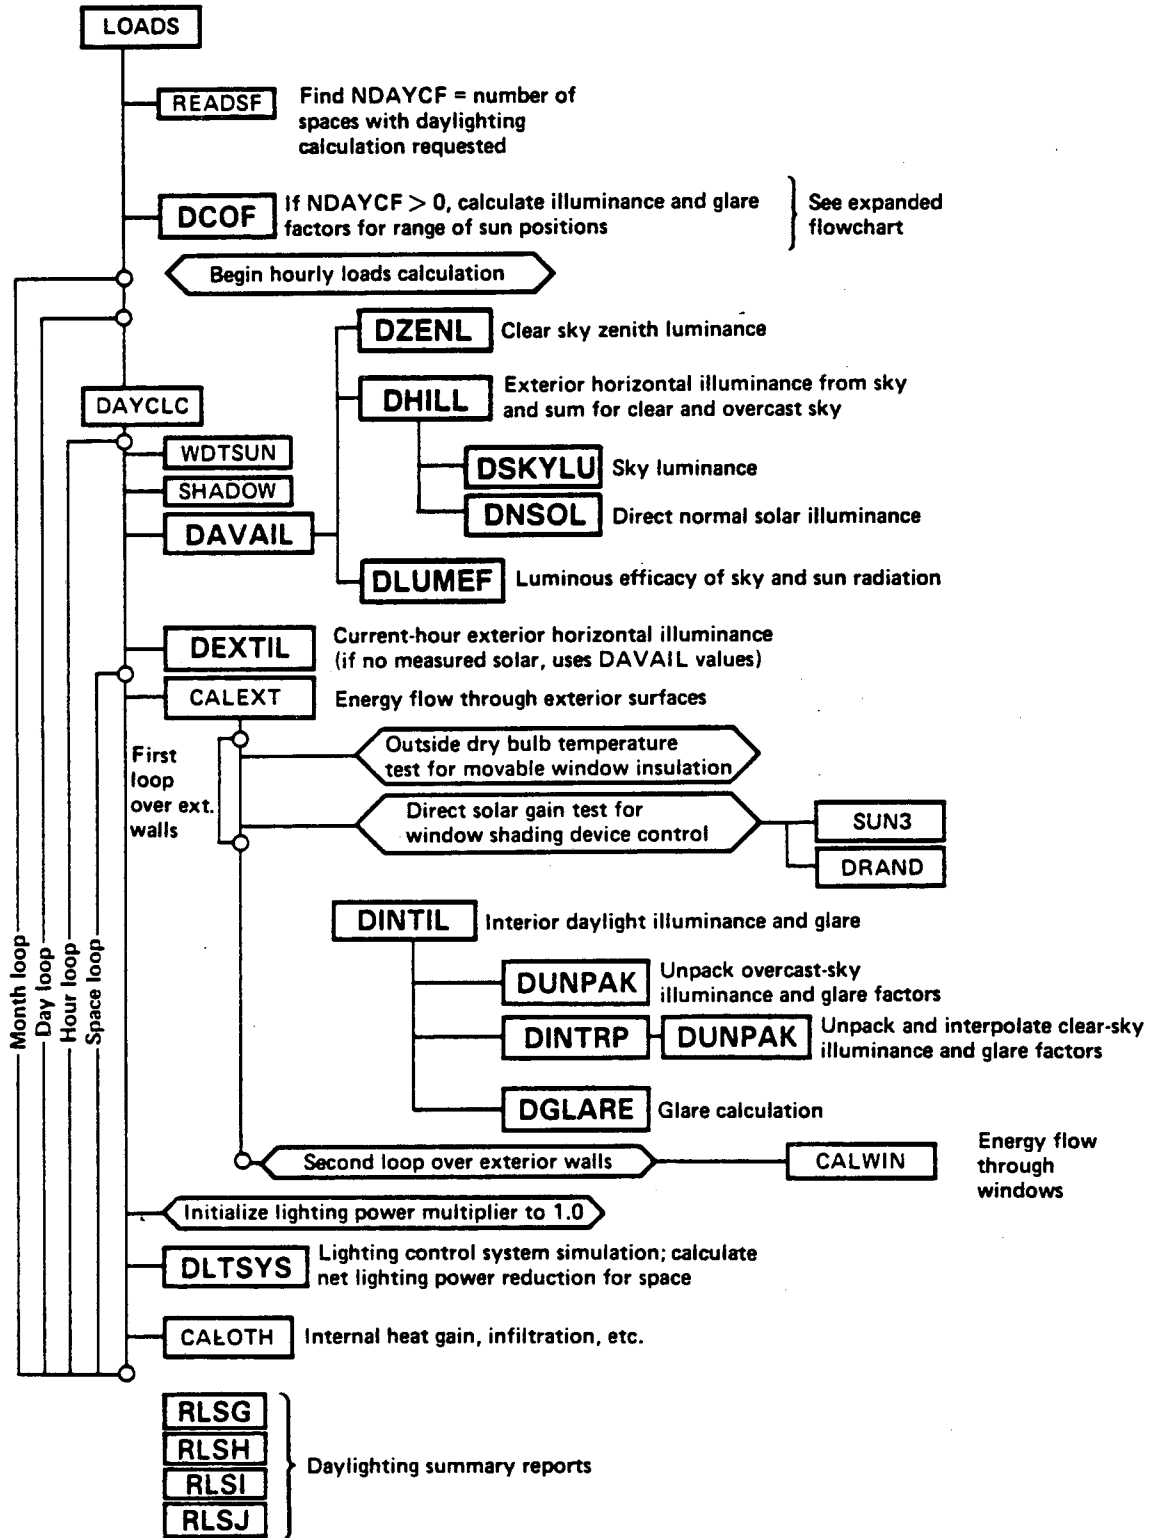 LOADS
READSF
Find NDAYCF = number of
spaces with daylighting
calculation requested
DCOF
If NDAYCF > 0, calculate illuminance and glare
factors for range of sun positions
See expanded
flowchart
Begin hourly loads calculation
DZENL
Clear sky zenith luminance
DHILL
Exterior horizontal illuminance from sky
and sum for clear and overcast sky
DAYCLC
WDTSUN
DSKYLU
Sky luminance
SHADOW
DNSOL
Direct normal solar illuminance
DAVAIL
DLUMEF
Luminous efficacy of sky and sun radiation
DEXTIL
Current-hour exterior horizontal illuminance
(if no measured solar, uses DAVAIL values)
CALEXT
Energy flow through exterior surfaces
First
loop
over ext.
walls
Outside dry bulb temperature
test for movable window insulation
Direct solar gain test for
window shading device control
SUN3
DRAND
DINTIL
Interior daylight illuminance and glare
Month loop
Day loop
Hour loop
Space loop
DUNPAK
Unpack overcast-sky
illuminance and glare factors
DINTRP
DUNPAK
Unpack and interpolate clear-sky
illuminance and glare factors
DGLARE
Glare calculation
Second loop over exterior walls
CALWIN
Energy flow
through
windows
Initialize lighting power multiplier to 1.0
DLTSYS
Lighting control system simulation; calculate
net lighting power reduction for space
CALOTH
Internal heat gain, infiltration, etc.
RLSG
RLSH
RLSI
RLSJ
Daylighting summary reports